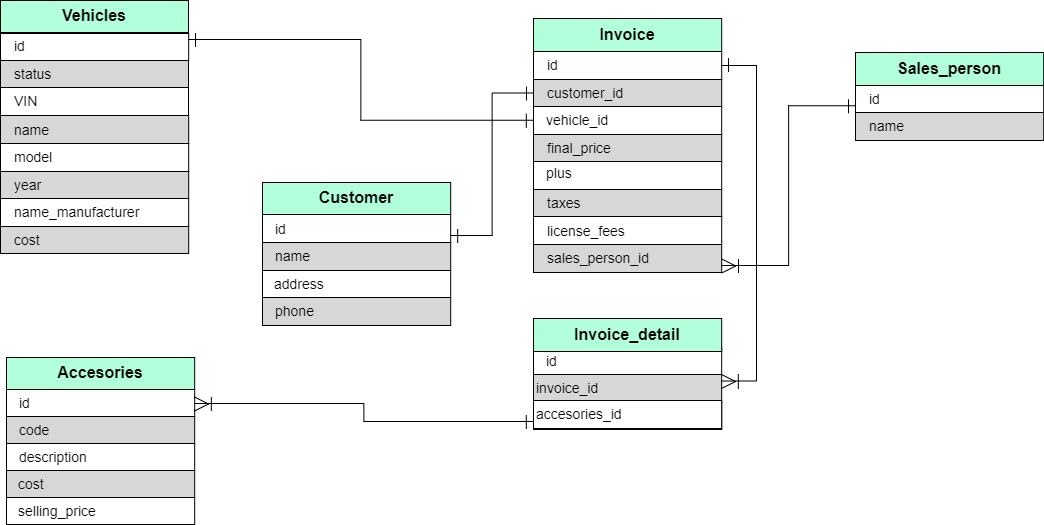 Vehicles
id
status
VIN
name
model
year
name_manufacturer
cost
Invoice
id
customer_id
vehicle_id
final_price
plus
taxes
license_fees
sales_person_id
Sales_person
id
name
Customer
id
name
address
phone
Invoice_detail
id
invoice_id
accesories_id
Accesories
id
code
description
cost
selling_price